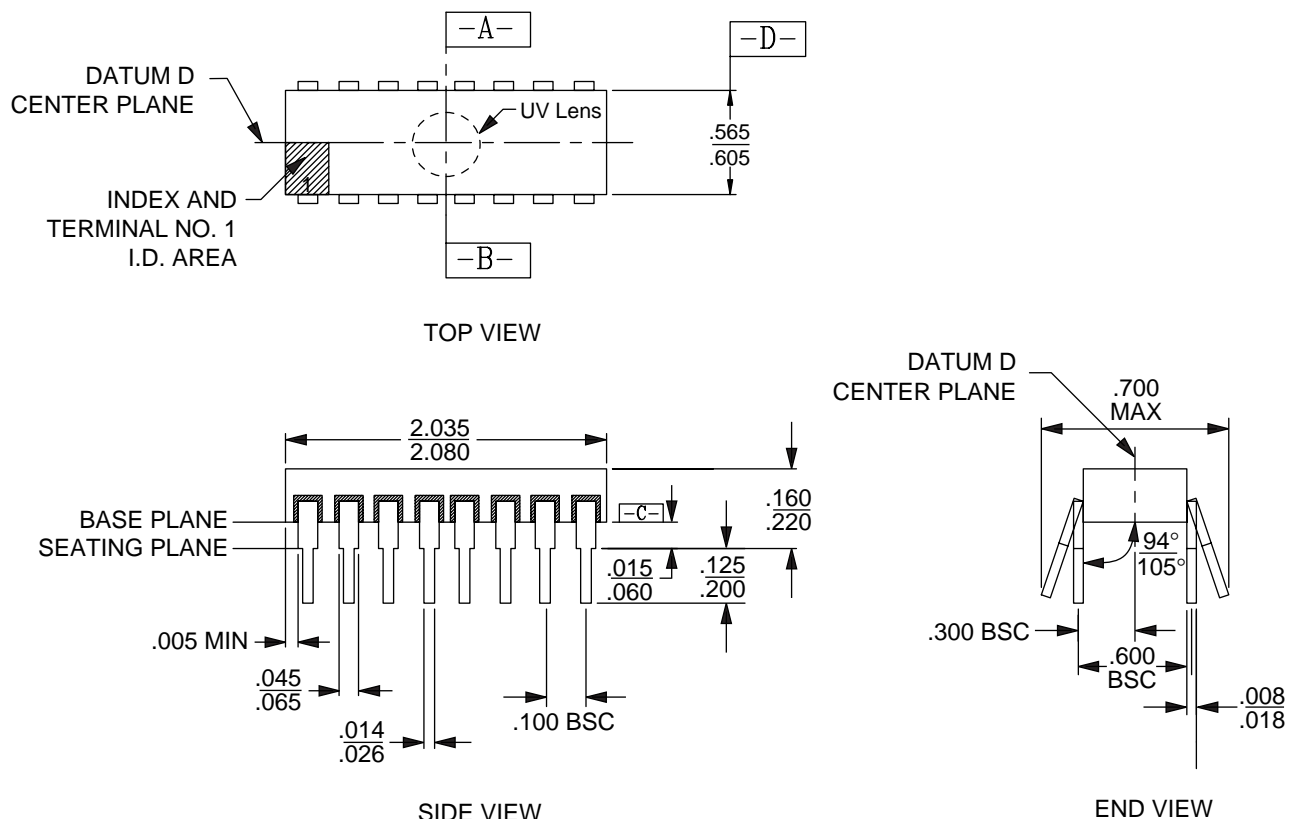 -A-
-D-
DATUM D
CENTER PLANE
UV Lens
.565
.605
INDEX AND
TERMINAL NO. 1
I.D. AREA
1
-B-
TOP VIEW
DATUM D
CENTER PLANE
.700
MAX
2.035
2.080
BASE PLANE
SEATING PLANE
-C-
.160
.220
.015
.060
.125
.200
94°
105°
.005 MIN
.300 BSC
.045
.065
.100 BSC
.600
BSC
.014
.026
.008
.018
SIDE VIEW
END VIEW